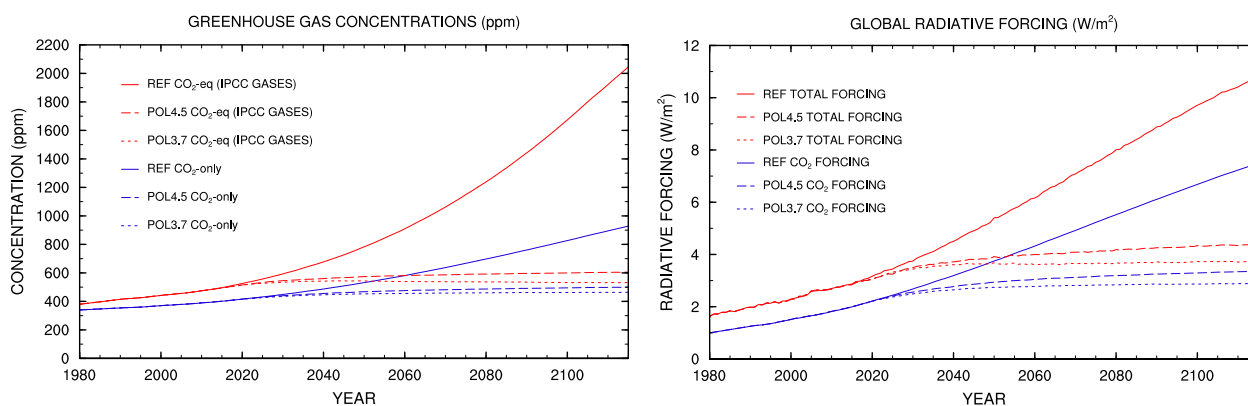 GREENHOUSE GAS CONCENTRATIONS (ppm)
CONCENTRATION (ppm)
2200
2000
1800
1600
1400
1200
1000
800
600
400
200
0
REF CO₂-eq (IPCC GASES)
POL4.5 CO₂-eq (IPCC GASES)
POL3.7 CO₂-eq (IPCC GASES)
REF CO₂-only
POL4.5 CO₂-only
POL3.7 CO₂-only
1980 2000 2020 2040 2060 2080 2100
YEAR
GLOBAL RADIATIVE FORCING (W/m²)
RADIATIVE FORCING (W/m²)
12
10
8
6
4
2
0
REF TOTAL FORCING
POL4.5 TOTAL FORCING
POL3.7 TOTAL FORCING
REF CO₂ FORCING
POL4.5 CO₂ FORCING
POL3.7 CO₂ FORCING
1980 2000 2020 2040 2060 2080 2100
YEAR